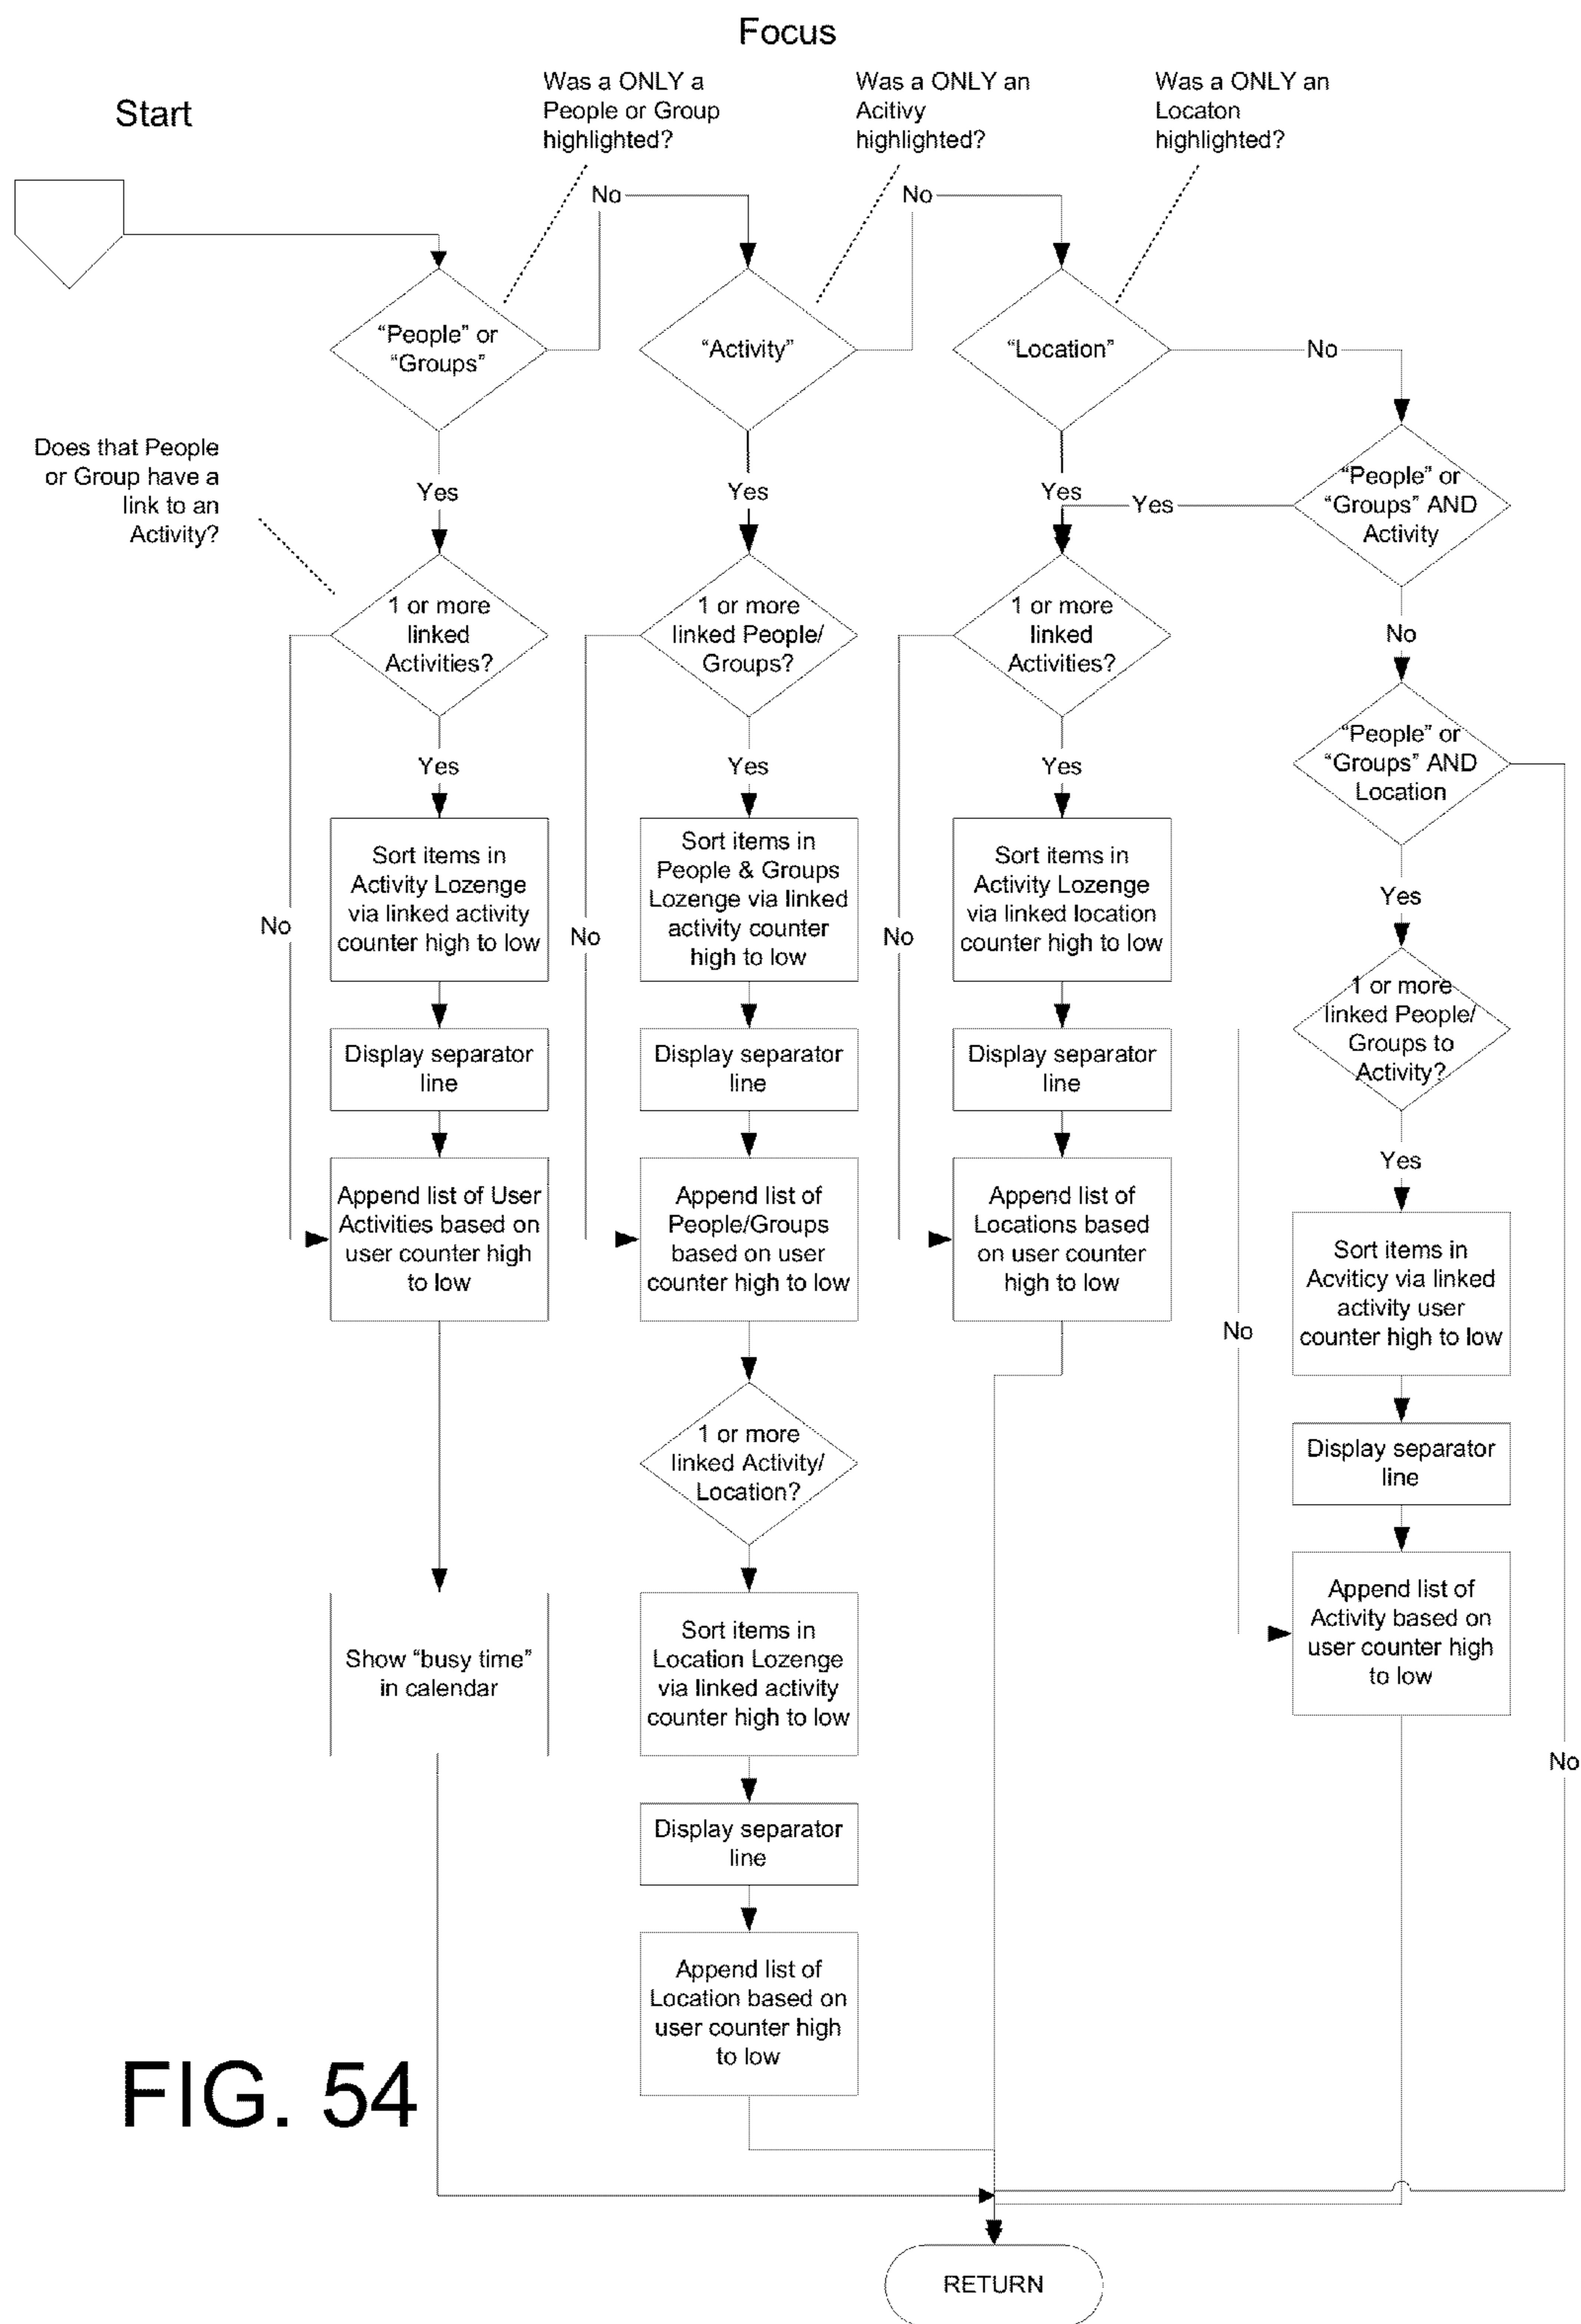 Focus
Start
Was a ONLY a
People or Group
highlighted?
Was a ONLY an
Acitivy
highlighted?
Was a ONLY an
Locaton
highlighted?
No
No
“People” or
“Groups”
“Activity”
“Location”
No
Does that People
or Group have a
link to an
Activity?
Yes
Yes
Yes
Yes
“People” or
“Groups” AND
Activity
1 or more
linked
Activities?
1 or more
linked People/
Groups?
1 or more
linked
Activities?
No
“People” or
“Groups” AND
Location
Yes
Yes
Yes
Sort items in
Activity Lozenge
via linked activity
counter high to low
Sort items in
People & Groups
Lozenge via linked
activity counter
high to low
Sort items in
Activity Lozenge
via linked location
counter high to low
Yes
No
No
No
1 or more
linked People/
Groups to
Activity?
Display separator
line
Display separator
line
Display separator
line
Yes
Append list of User
Activities based on
user counter high
to low
Append list of
People/Groups
based on user
counter high to low
Append list of
Locations based
on user counter
high to low
Sort items in
Acviticy via linked
activity user
counter high to low
No
1 or more
linked Activity/
Location?
Display separator
line
Append list of
Activity based on
user counter high
to low
Show “busy time”
in calendar
Sort items in
Location Lozenge
via linked activity
counter high to low
No
Display separator
line
Append list of
Location based on
user counter high
to low
FIG. 54
RETURN